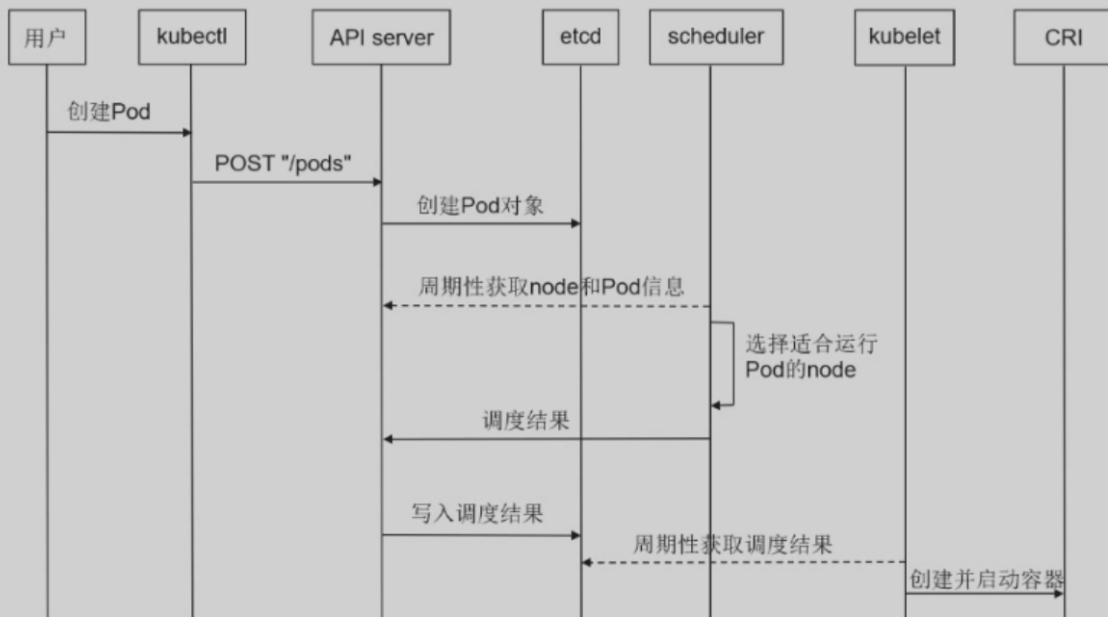 用户
kubectl
API server
etcd
scheduler
kubelet
CRI
创建Pod
POST "/pods"
创建Pod对象
周期性获取node和Pod信息
选择适合运行
Pod的node
调度结果
写入调度结果
周期性获取调度结果
创建并启动容器